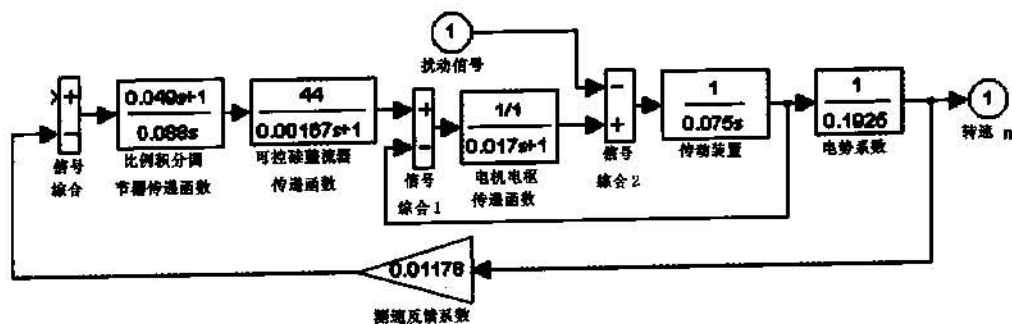 1
扰动信号
+
−
信号
综合
0.049s+1
0.088s
比例积分调
节器传递函数
44
0.00167s+1
可控硅整流器
传递函数
+
−
信号
综合1
1/1
0.017s+1
电机电枢
传递函数
−
+
信号
综合2
1
0.075s
传动装置
1
0.1925
电势系数
1
转速 n
0.01178
测速反馈系数